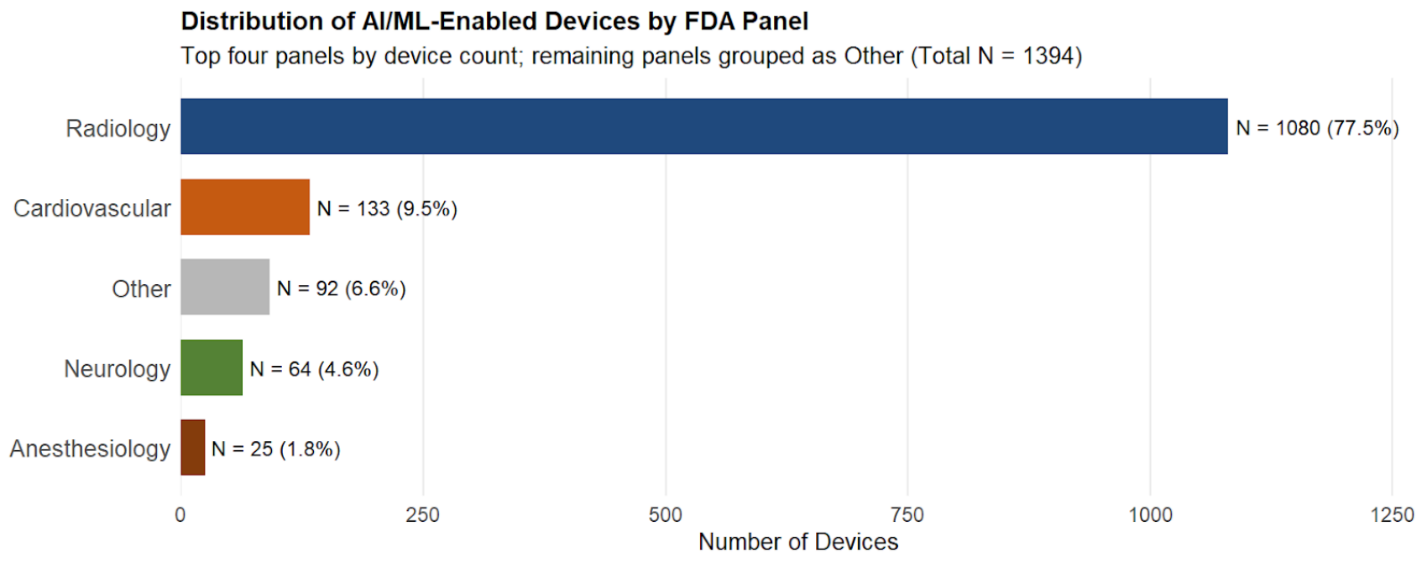 Distribution of AI/ML-Enabled Devices by FDA Panel
Top four panels by device count; remaining panels grouped as Other (Total N = 1394)
Radiology N = 1080 (77.5%)
Cardiovascular N = 133 (9.5%)
Other N = 92 (6.6%)
Neurology N = 64 (4.6%)
Anesthesiology N = 25 (1.8%)
0 250 500 750 1000 1250
Number of Devices